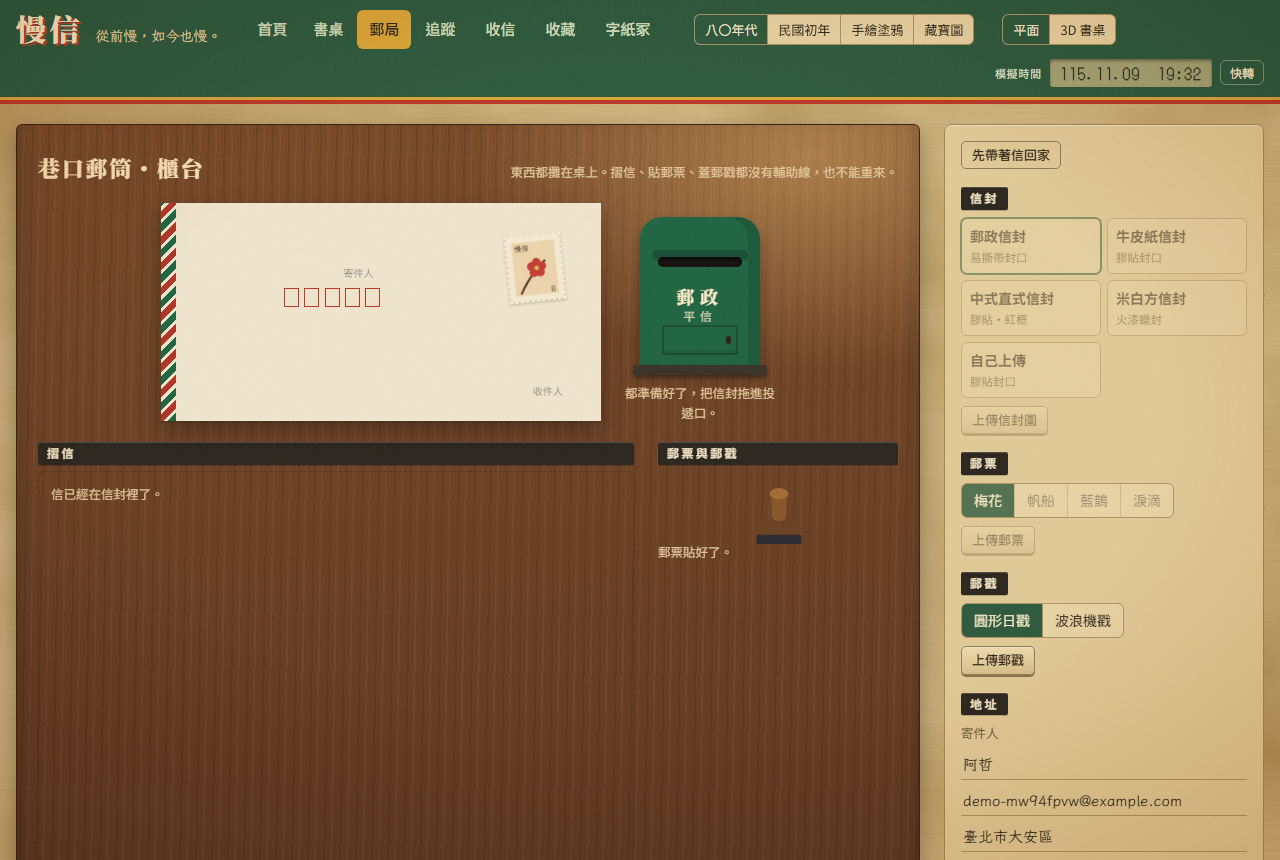 慢信
從前慢，如今也慢。
首頁
書桌
郵局
追蹤
收信
收藏
字紙冢
八〇年代
民國初年
手繪塗鴉
藏寶圖
平面
3D 書桌
模擬時間
115.11.09 19:32
快轉
巷口郵筒・櫃台
東西都攤在桌上。摺信、貼郵票、蓋郵戳都沒有輔助線，也不能重來。
寄件人
慢信
收件人
郵政
平信
都準備好了，把信封拖進投
遞口。
摺信
信已經在信封裡了。
郵票與郵戳
郵票貼好了。
先帶著信回家
信封
郵政信封
易撕帶封口
牛皮紙信封
膠貼封口
中式直式信封
膠貼・紅框
米白方信封
火漆蠟封
自己上傳
膠貼封口
上傳信封圖
郵票
梅花
帆船
藍鵲
淚滴
上傳郵票
郵戳
圓形日戳
波浪機戳
上傳郵戳
地址
寄件人
阿哲
demo-mw94fpvw@example.com
臺北市大安區